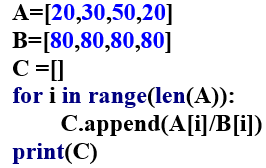 A=[20,30,50,20]
B=[80,80,80,80]
C =[]
for i in range(len(A)):
    C.append(A[i]/B[i])
print(C)